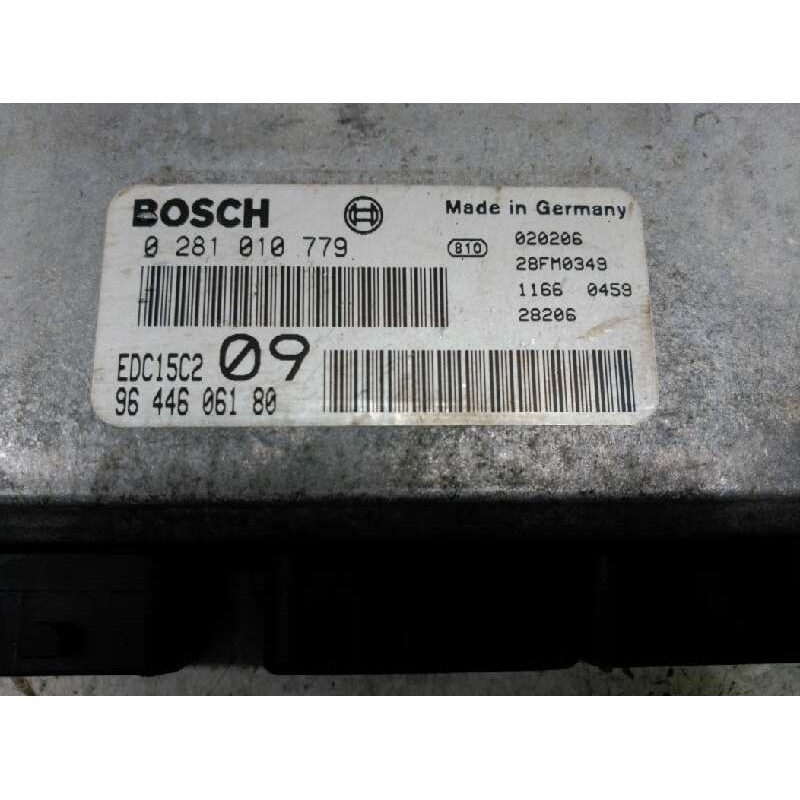 BOSCH
Made in Germany
0 281 010 779
B10
020206
28FM0349
1166 0459
28206
EDC15C2 09
96 446 061 80